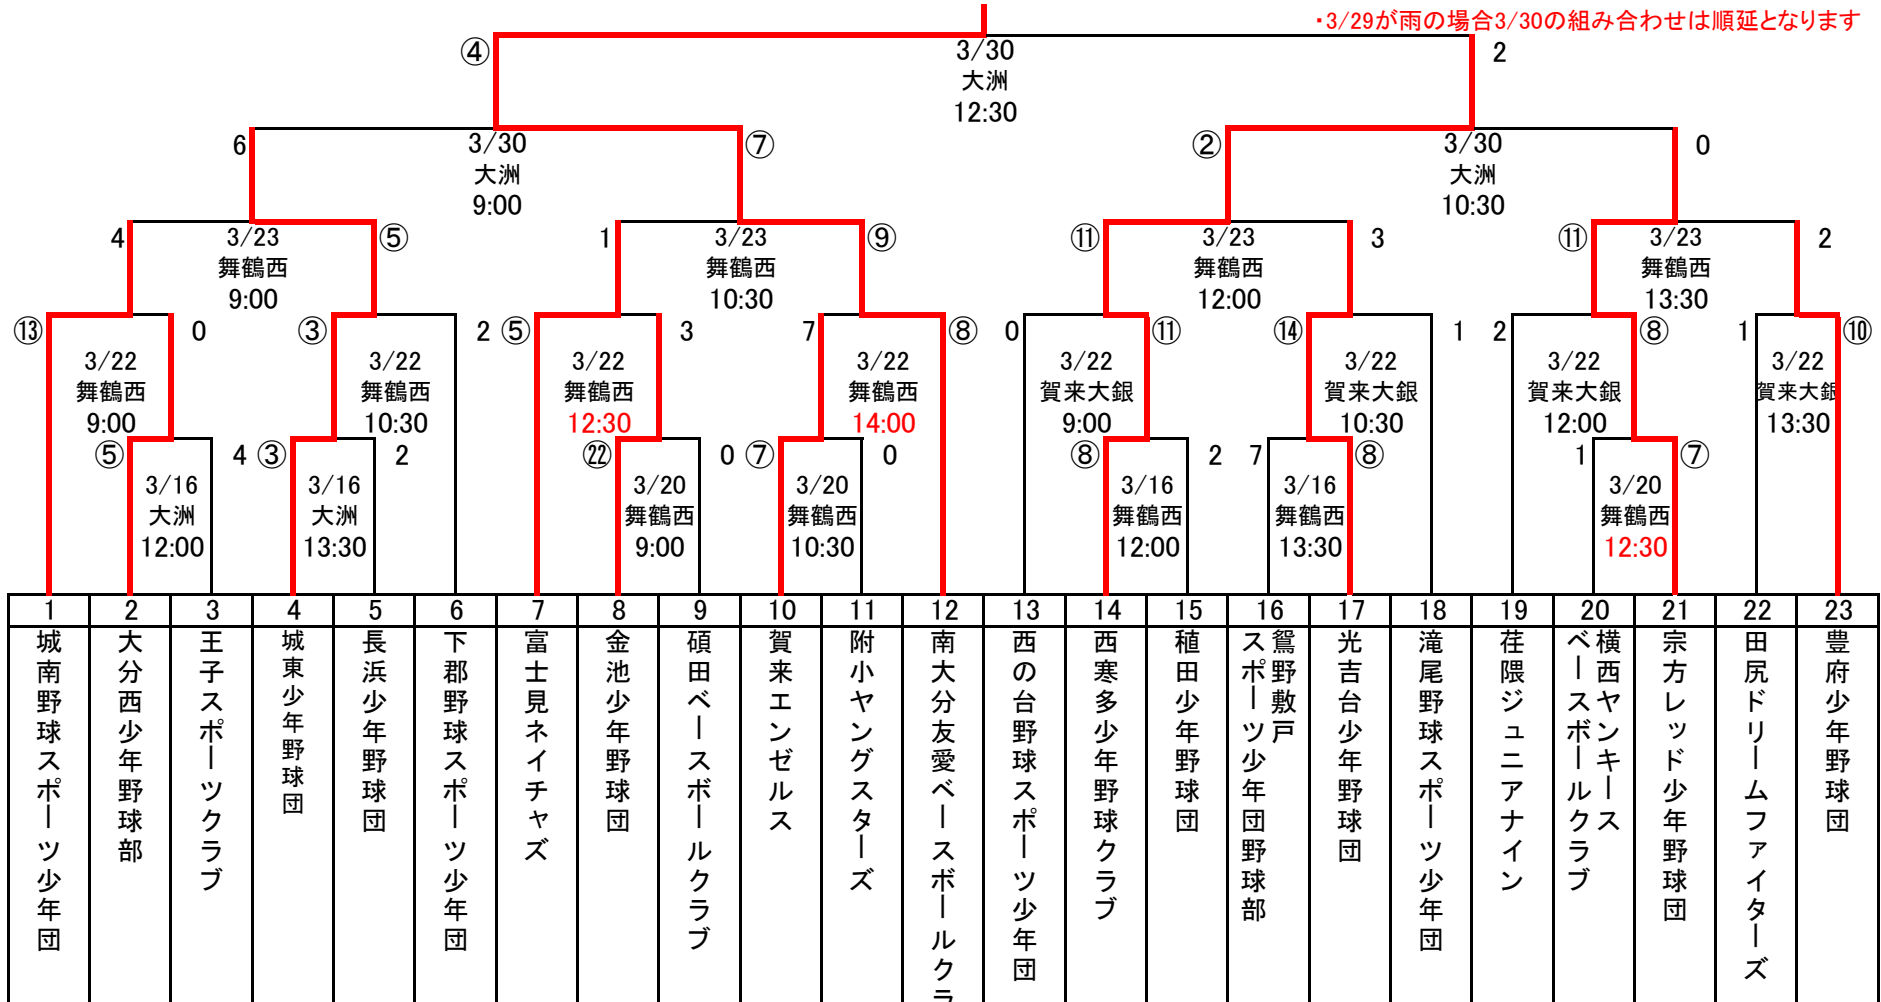 ・3/29が雨の場合3/30の組み合わせは順延となります
④
3/30
大洲
12:30
2
6
3/30
大洲
9:00
⑦
②
3/30
大洲
10:30
0
4
3/23
舞鶴西
9:00
⑤
1
3/23
舞鶴西
10:30
⑨
⑪
3/23
舞鶴西
12:00
3
⑪
3/23
舞鶴西
13:30
2
⑬
3/22
舞鶴西
9:00
0
③
3/22
舞鶴西
10:30
2
⑤
3/22
舞鶴西
12:30
3
7
3/22
舞鶴西
14:00
⑧
0
3/22
賀来大銀
9:00
⑪
⑭
3/22
賀来大銀
10:30
1
2
3/22
賀来大銀
12:00
⑧
1
3/22
賀来大銀
13:30
⑩
⑤
3/16
大洲
12:00
4
③
3/16
大洲
13:30
2
㉒
3/20
舞鶴西
9:00
0
⑦
3/20
舞鶴西
10:30
0
⑧
3/16
舞鶴西
12:00
2
7
3/16
舞鶴西
13:30
⑧
1
3/20
舞鶴西
12:30
⑦
1
城南野球スポーツ少年団
2
大分西少年野球部
3
王子スポーツクラブ
4
城東少年野球団
5
長浜少年野球団
6
下郡野球スポーツ少年団
7
富士見ネイチャズ
8
金池少年野球団
9
碩田ベースボールクラブ
10
賀来エンゼルス
11
附小ヤングスターズ
12
南大分友愛ベースボールクラ
13
西の台野球スポーツ少年団
14
西寒多少年野球クラブ
15
稙田少年野球団
16
鴛野敷戸
スポーツ少年団野球部
17
光吉台少年野球団
18
滝尾野球スポーツ少年団
19
荏隈ジュニアナイン
20
横西ヤンキース
ベースボールクラブ
21
宗方レッド少年野球団
22
田尻ドリームファイターズ
23
豊府少年野球団